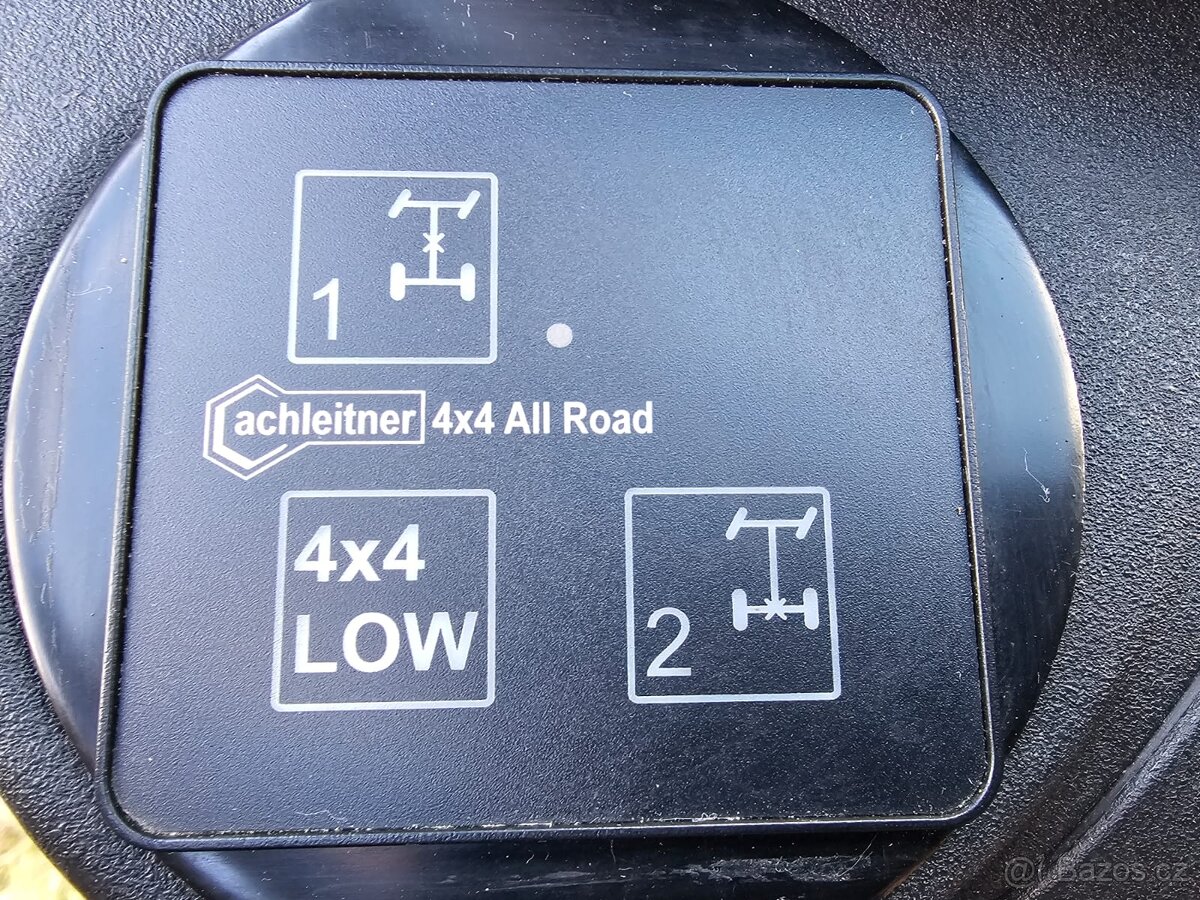 1
achleitner 4x4 All Road
4x4
LOW
2
@ Bazos.cz